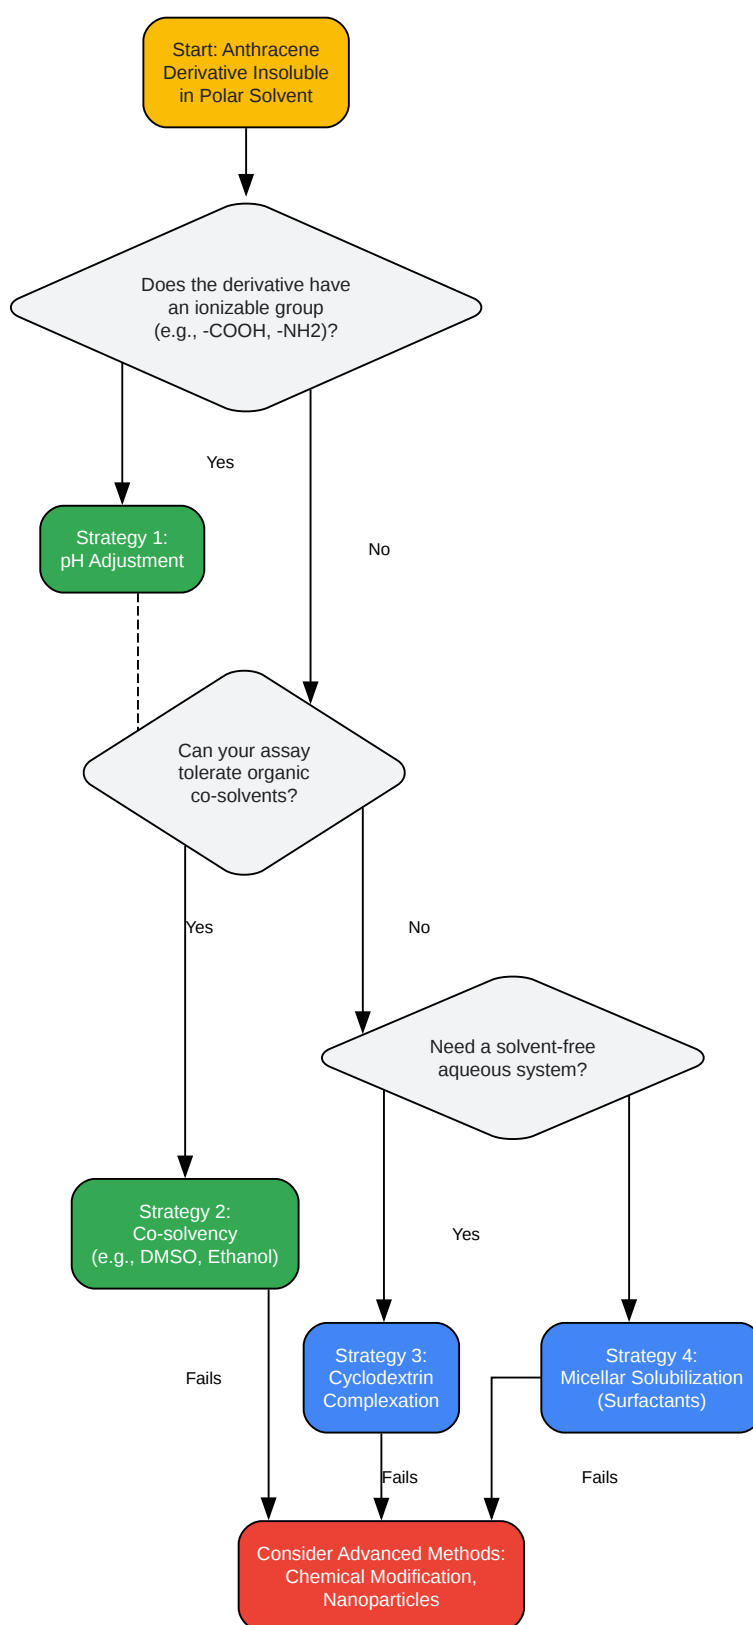 Start: Anthracene
Derivative Insoluble
in Polar Solvent
Does the derivative have
an ionizable group
(e.g., -COOH, -NH2)?
Yes
Strategy 1:
pH Adjustment
No
Can your assay
tolerate organic
co-solvents?
Yes
No
Need a solvent-free
aqueous system?
Strategy 2:
Co-solvency
(e.g., DMSO, Ethanol)
Yes
Strategy 3:
Cyclodextrin
Complexation
Strategy 4:
Micellar Solubilization
(Surfactants)
Fails
Fails
Fails
Consider Advanced Methods:
Chemical Modification,
Nanoparticles